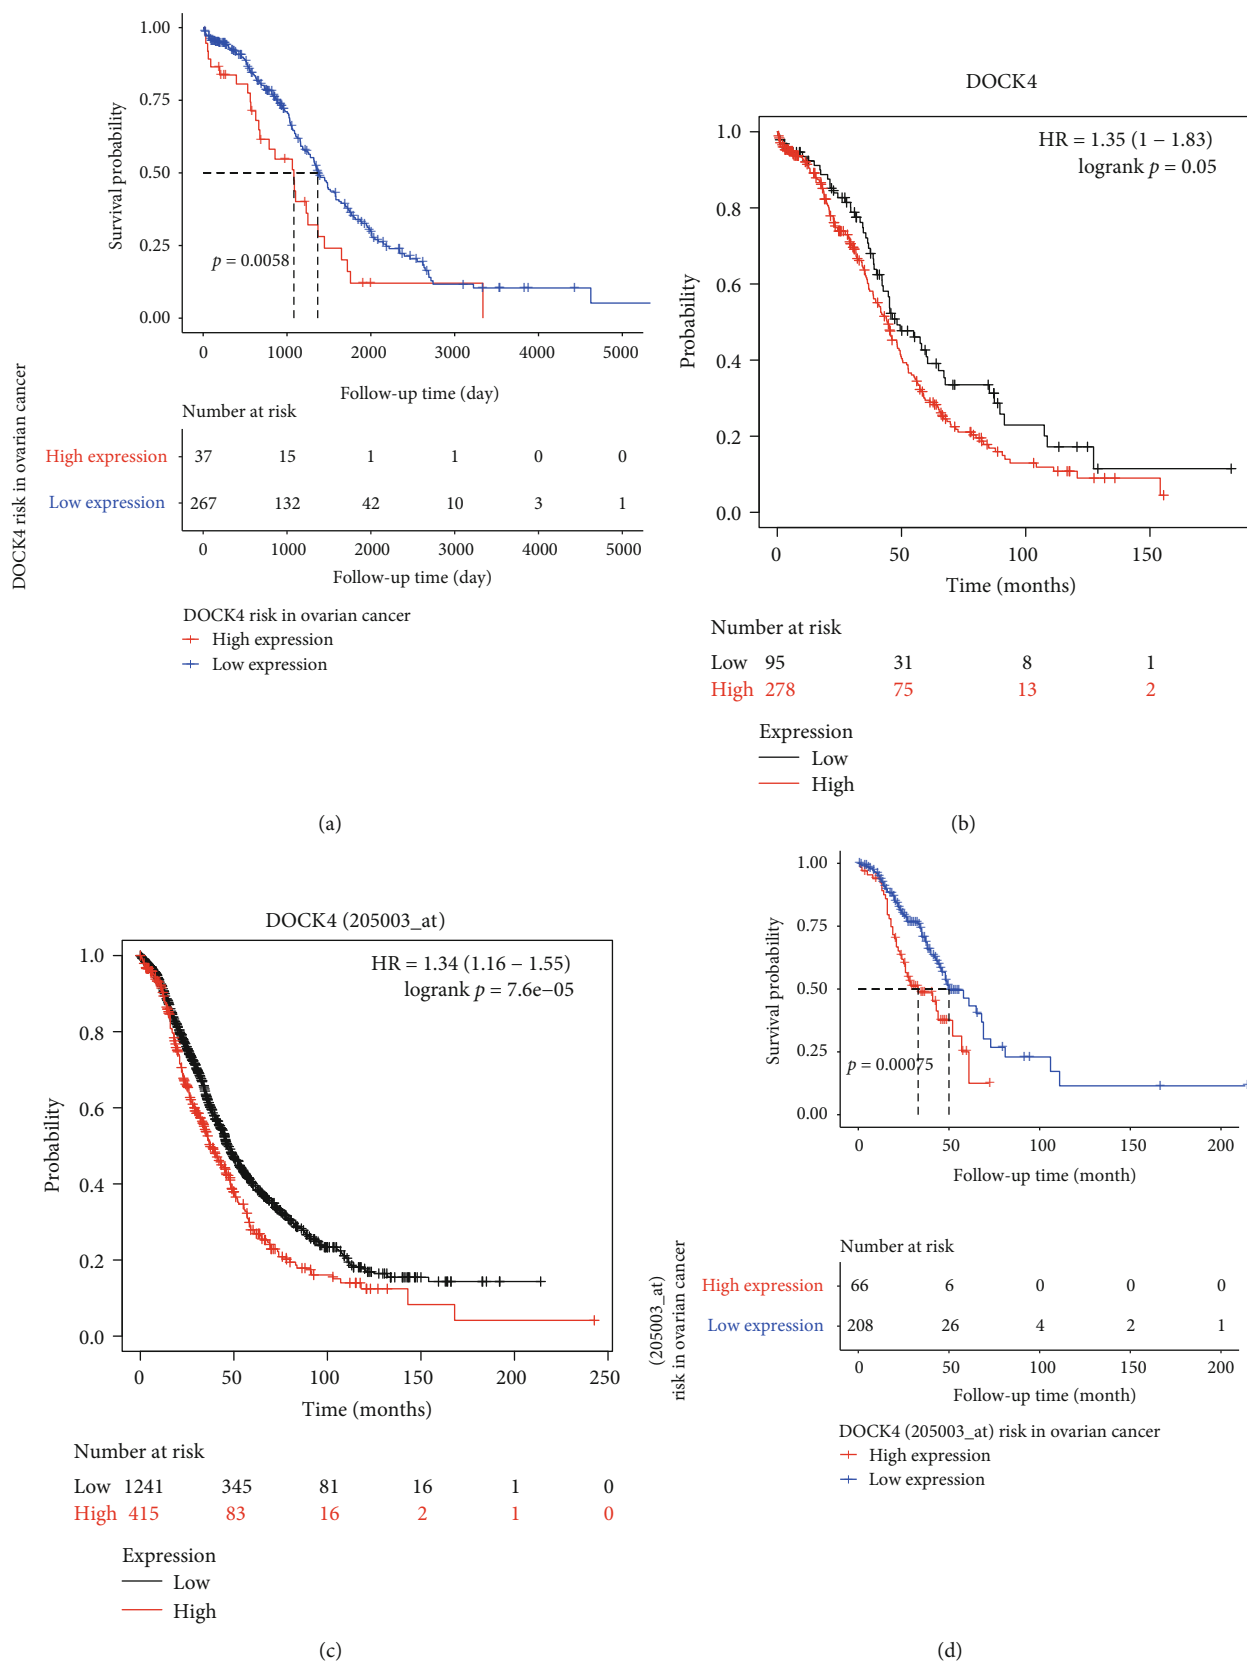 1.00
0.75
0.50
0.25
0.00
Survival probability
p = 0.0058
0 1000 2000 3000 4000 5000
Follow-up time (day)
DOCK4 risk in ovarian cancer
Number at risk
High expression 37 15 1 1 0 0
Low expression 267 132 42 10 3 1
0 1000 2000 3000 4000 5000
Follow-up time (day)
DOCK4 risk in ovarian cancer
High expression
Low expression
(a)
DOCK4
HR = 1.35 (1 − 1.83)
logrank p = 0.05
1.0
0.8
0.6
0.4
0.2
0.0
Probability
0 50 100 150
Time (months)
Number at risk
Low 95 31 8 1
High 278 75 13 2
Expression
Low
High
(b)
DOCK4 (205003_at)
HR = 1.34 (1.16 − 1.55)
logrank p = 7.6e−05
1.0
0.8
0.6
0.4
0.2
0.0
Probability
0 50 100 150 200 250
Time (months)
Number at risk
Low 1241 345 81 16 1 0
High 415 83 16 2 1 0
Expression
Low
High
(c)
1.00
0.75
0.50
0.25
0.00
Survival probability
p = 0.00075
0 50 100 150 200
Follow-up time (month)
(205003_at)
risk in ovarian cancer
Number at risk
High expression 66 6 0 0 0
Low expression 208 26 4 2 1
0 50 100 150 200
Follow-up time (month)
DOCK4 (205003_at) risk in ovarian cancer
High expression
Low expression
(d)